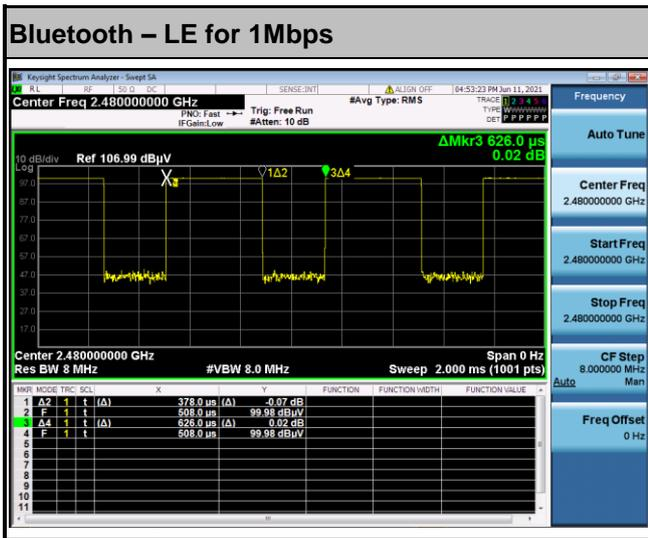 Bluetooth – LE for 1Mbps
Keysight Spectrum Analyzer - Swept SA
RL RF 50 Ω DC SENSE:INT ALIGN OFF 04:53:23 PM Jun 11, 2021
Center Freq 2.480000000 GHz
PNO: Fast
IFGain:Low
Trig: Free Run
#Atten: 10 dB
#Avg Type: RMS
TRACE 1 2 3 4 5 6
TYPE W
DET P P P P P P
ΔMkr3 626.0 µs
0.02 dB
10 dB/div Ref 106.99 dBµV
Log
97.0
87.0
77.0
67.0
57.0
47.0
37.0
27.0
17.0
X
1Δ2
3Δ4
Center 2.480000000 GHz
Span 0 Hz
Res BW 8 MHz #VBW 8.0 MHz Sweep 2.000 ms (1001 pts)
MKR MODE TRC SCL X Y FUNCTION FUNCTION WIDTH FUNCTION VALUE
1 Δ2 1 t (Δ) 378.0 µs (Δ) -0.07 dB
2 F 1 t 508.0 µs 99.98 dBµV
3 Δ4 1 t (Δ) 626.0 µs (Δ) 0.02 dB
4 F 1 t 508.0 µs 99.98 dBµV
5
6
7
8
9
10
11
Frequency
Auto Tune
Center Freq
2.480000000 GHz
Start Freq
2.480000000 GHz
Stop Freq
2.480000000 GHz
CF Step
8.000000 MHz
Auto Man
Freq Offset
0 Hz